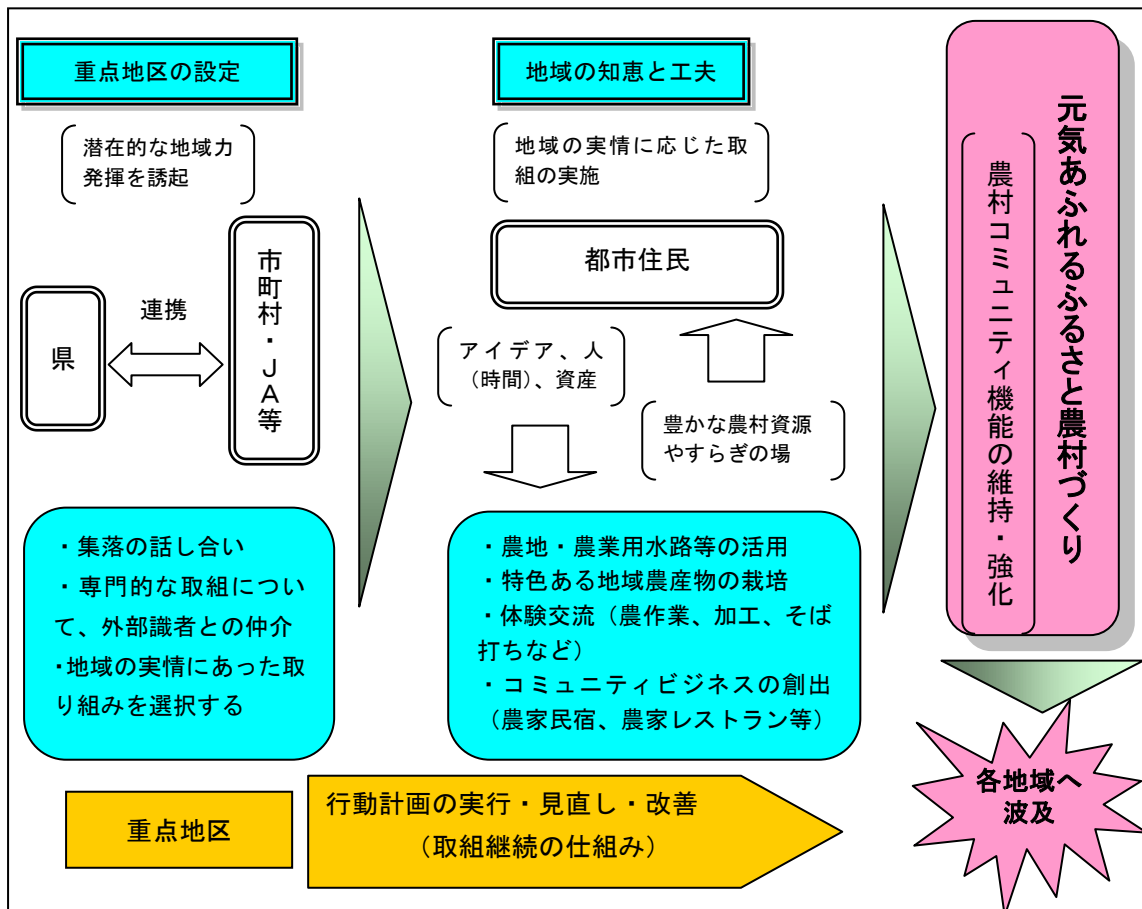 重点地区の設定
潜在的な地域力
発揮を誘起
県
連携
市町村・ＪＡ等
・集落の話し合い
・専門的な取組につい
て、外部識者との仲介
・地域の実情にあった取
り組みを選択する
地域の知恵と工夫
地域の実情に応じた取
組の実施
都市住民
アイデア、人
（時間）、資産
豊かな農村資源
やすらぎの場
・農地・農業用水路等の活用
・特色ある地域農産物の栽培
・体験交流（農作業、加工、そば
打ちなど）
・コミュニティビジネスの創出
（農家民宿、農家レストラン等）
元気あふれるふるさと農村づくり
農村コミュニティ機能の維持・強化
各地域へ
波及
重点地区
行動計画の実行・見直し・改善
（取組継続の仕組み）